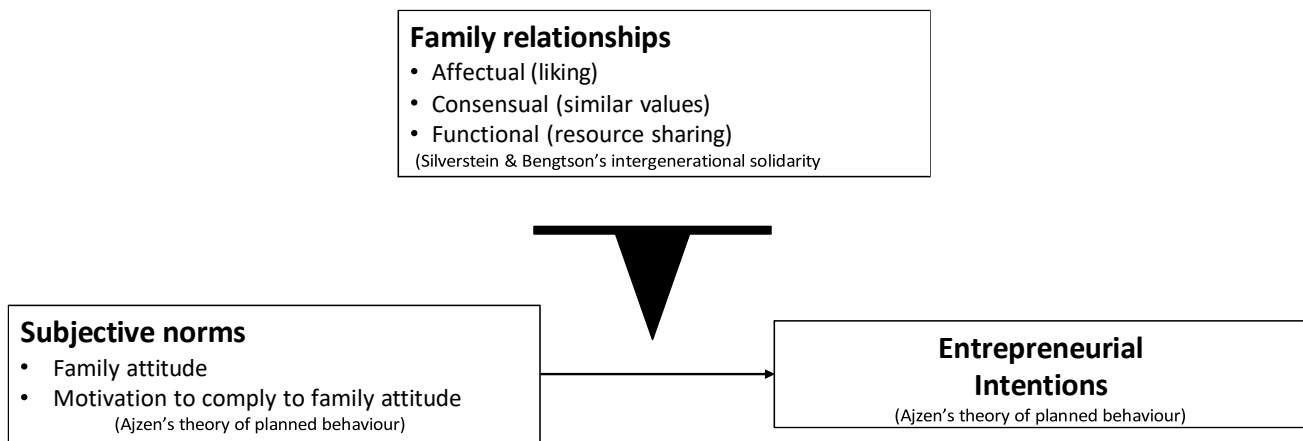 Family relationships
• Affectual (liking)
• Consensual (similar values)
• Functional (resource sharing)
(Silverstein & Bengtson’s intergenerational solidarity
Subjective norms
• Family attitude
• Motivation to comply to family attitude
(Ajzen’s theory of planned behaviour)
Entrepreneurial
Intentions
(Ajzen’s theory of planned behaviour)